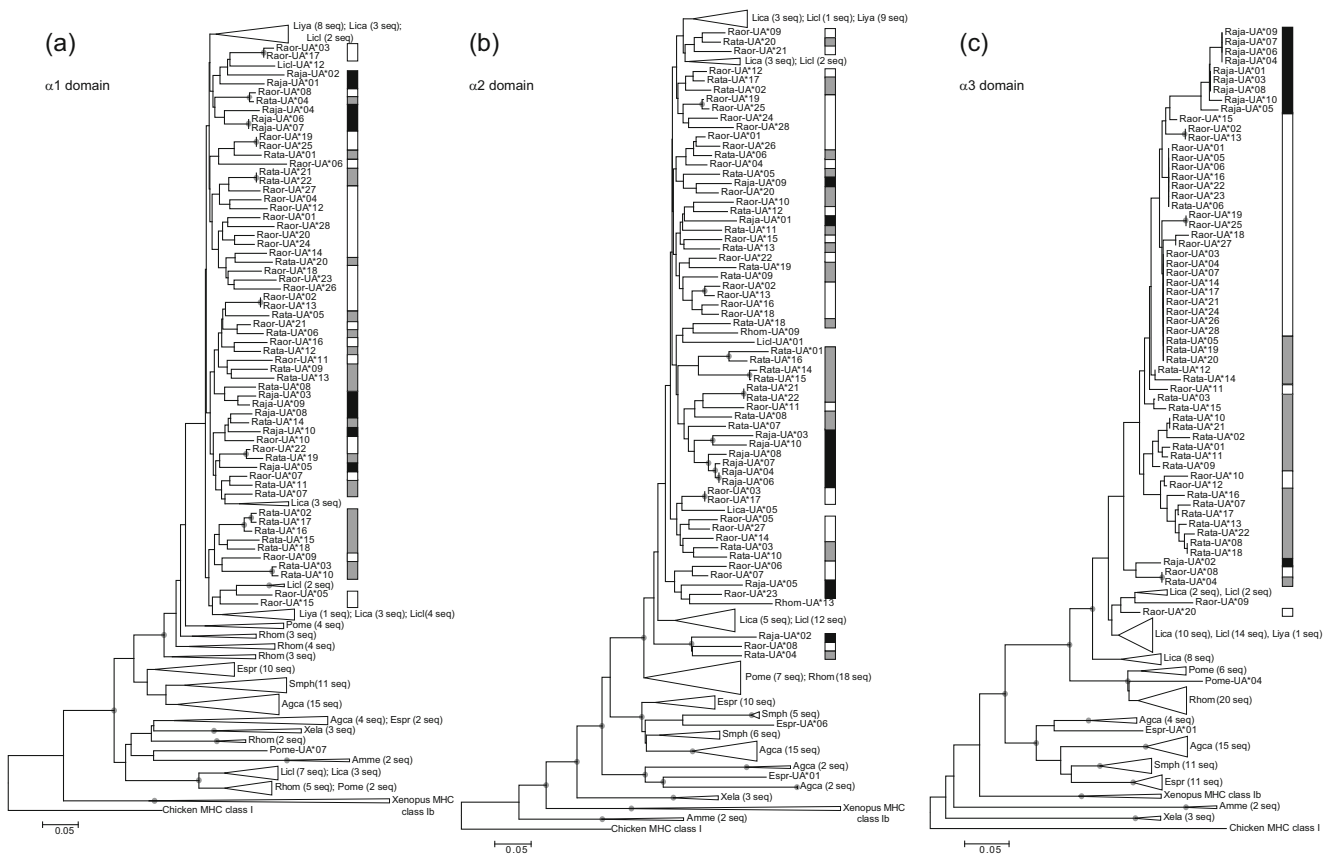 (a)
α1 domain
Liya (8 seq); Lica (3 seq);
Licl (2 seq)
Raor-UA*03
Raor-UA*17
Licl-UA*12
Raja-UA*02
Raja-UA*01
Raor-UA*08
Rata-UA*04
Raja-UA*04
Raja-UA*06
Raja-UA*07
Raor-UA*19
Raor-UA*25
Rata-UA*01
Raor-UA*06
Rata-UA*21
Rata-UA*22
Raor-UA*27
Raor-UA*04
Raor-UA*12
Raor-UA*01
Raor-UA*28
Raor-UA*20
Raor-UA*24
Raor-UA*14
Rata-UA*20
Raor-UA*18
Raor-UA*23
Raor-UA*26
Raor-UA*02
Raor-UA*13
Rata-UA*05
Raor-UA*21
Rata-UA*06
Raor-UA*16
Rata-UA*12
Raor-UA*11
Rata-UA*09
Rata-UA*13
Rata-UA*08
Raja-UA*03
Raja-UA*09
Raja-UA*08
Rata-UA*14
Raja-UA*10
Raor-UA*10
Raor-UA*22
Rata-UA*19
Raja-UA*05
Raor-UA*07
Rata-UA*11
Rata-UA*07
Lica (3 seq)
Rata-UA*02
Rata-UA*17
Rata-UA*16
Rata-UA*15
Rata-UA*18
Raor-UA*09
Rata-UA*03
Rata-UA*10
Licl (2 seq)
Raor-UA*05
Raor-UA*15
Liya (1 seq); Lica (3 seq); Licl(4 seq)
Pome (4 seq)
Rhom (3 seq)
Rhom (4 seq)
Rhom (3 seq)
Espr (10 seq)
Smph(11 seq)
Agca (15 seq)
Agca (4 seq); Espr (2 seq)
Xela (3 seq)
Rhom (2 seq)
Pome-UA*07
Amme (2 seq)
Licl (7 seq); Lica (3 seq)
Rhom (5 seq); Pome (2 seq)
Xenopus MHC
class Ib
Chicken MHC class I
0.05
(b)
α2 domain
Lica (3 seq); Licl (1 seq); Liya (9 seq)
Raor-UA*09
Rata-UA*20
Raor-UA*21
Lica (3 seq); Licl (2 seq)
Raor-UA*12
Rata-UA*17
Rata-UA*02
Raor-UA*19
Raor-UA*25
Raor-UA*24
Raor-UA*28
Raor-UA*01
Raor-UA*26
Rata-UA*06
Raor-UA*04
Rata-UA*05
Raja-UA*09
Raor-UA*20
Raor-UA*10
Rata-UA*12
Raja-UA*01
Rata-UA*11
Raor-UA*15
Rata-UA*13
Raor-UA*22
Rata-UA*19
Rata-UA*09
Raor-UA*02
Raor-UA*13
Raor-UA*16
Raor-UA*18
Rata-UA*18
Rhom-UA*09
Licl-UA*01
Rata-UA*01
Rata-UA*16
Rata-UA*14
Rata-UA*15
Rata-UA*21
Rata-UA*22
Raor-UA*11
Rata-UA*08
Rata-UA*07
Raja-UA*03
Raja-UA*10
Raja-UA*08
Raja-UA*07
Raja-UA*04
Raja-UA*06
Raor-UA*03
Raor-UA*17
Lica-UA*05
Raor-UA*05
Raor-UA*27
Raor-UA*14
Rata-UA*03
Rata-UA*10
Raor-UA*06
Raor-UA*07
Raja-UA*05
Raor-UA*23
Rhom-UA*13
Lica (5 seq); Licl (12 seq)
Raja-UA*02
Raor-UA*08
Rata-UA*04
Pome (7 seq); Rhom (18 seq)
Espr (10 seq)
Smph (5 seq)
Espr-UA*06
Smph (6 seq)
Agca (15 seq)
Agca (2 seq)
Espr-UA*01
Agca (2 seq)
Xela (3 seq)
Xenopus MHC
class Ib
Amme (2 seq)
Chicken MHC class I
0.05
(c)
α3 domain
Raja-UA*09
Raja-UA*07
Raja-UA*06
Raja-UA*04
Raja-UA*01
Raja-UA*03
Raja-UA*08
Raja-UA*10
Raja-UA*05
Raor-UA*15
Raor-UA*02
Raor-UA*13
Raor-UA*01
Raor-UA*05
Raor-UA*06
Raor-UA*16
Raor-UA*22
Raor-UA*23
Rata-UA*06
Raor-UA*19
Raor-UA*25
Raor-UA*18
Raor-UA*27
Raor-UA*03
Raor-UA*04
Raor-UA*07
Raor-UA*14
Raor-UA*17
Raor-UA*21
Raor-UA*24
Raor-UA*26
Raor-UA*28
Rata-UA*05
Rata-UA*19
Rata-UA*20
Rata-UA*12
Rata-UA*14
Raor-UA*11
Rata-UA*03
Rata-UA*15
Rata-UA*10
Rata-UA*21
Rata-UA*02
Rata-UA*01
Rata-UA*11
Rata-UA*09
Raor-UA*10
Raor-UA*12
Rata-UA*16
Rata-UA*07
Rata-UA*17
Rata-UA*13
Rata-UA*22
Rata-UA*08
Rata-UA*18
Raja-UA*02
Raor-UA*08
Rata-UA*04
Lica (2 seq), Licl (2 seq)
Raor-UA*09
Raor-UA*20
Lica (10 seq), Licl (14 seq), Liya (1 seq)
Lica (8 seq)
Pome (6 seq)
Pome-UA*04
Rhom (20 seq)
Agca (4 seq)
Espr-UA*01
Agca (15 seq)
Smph (11 seq)
Espr (11 seq)
Xenopus MHC class Ib
Amme (2 seq)
Xela (3 seq)
Chicken MHC class I
0.05